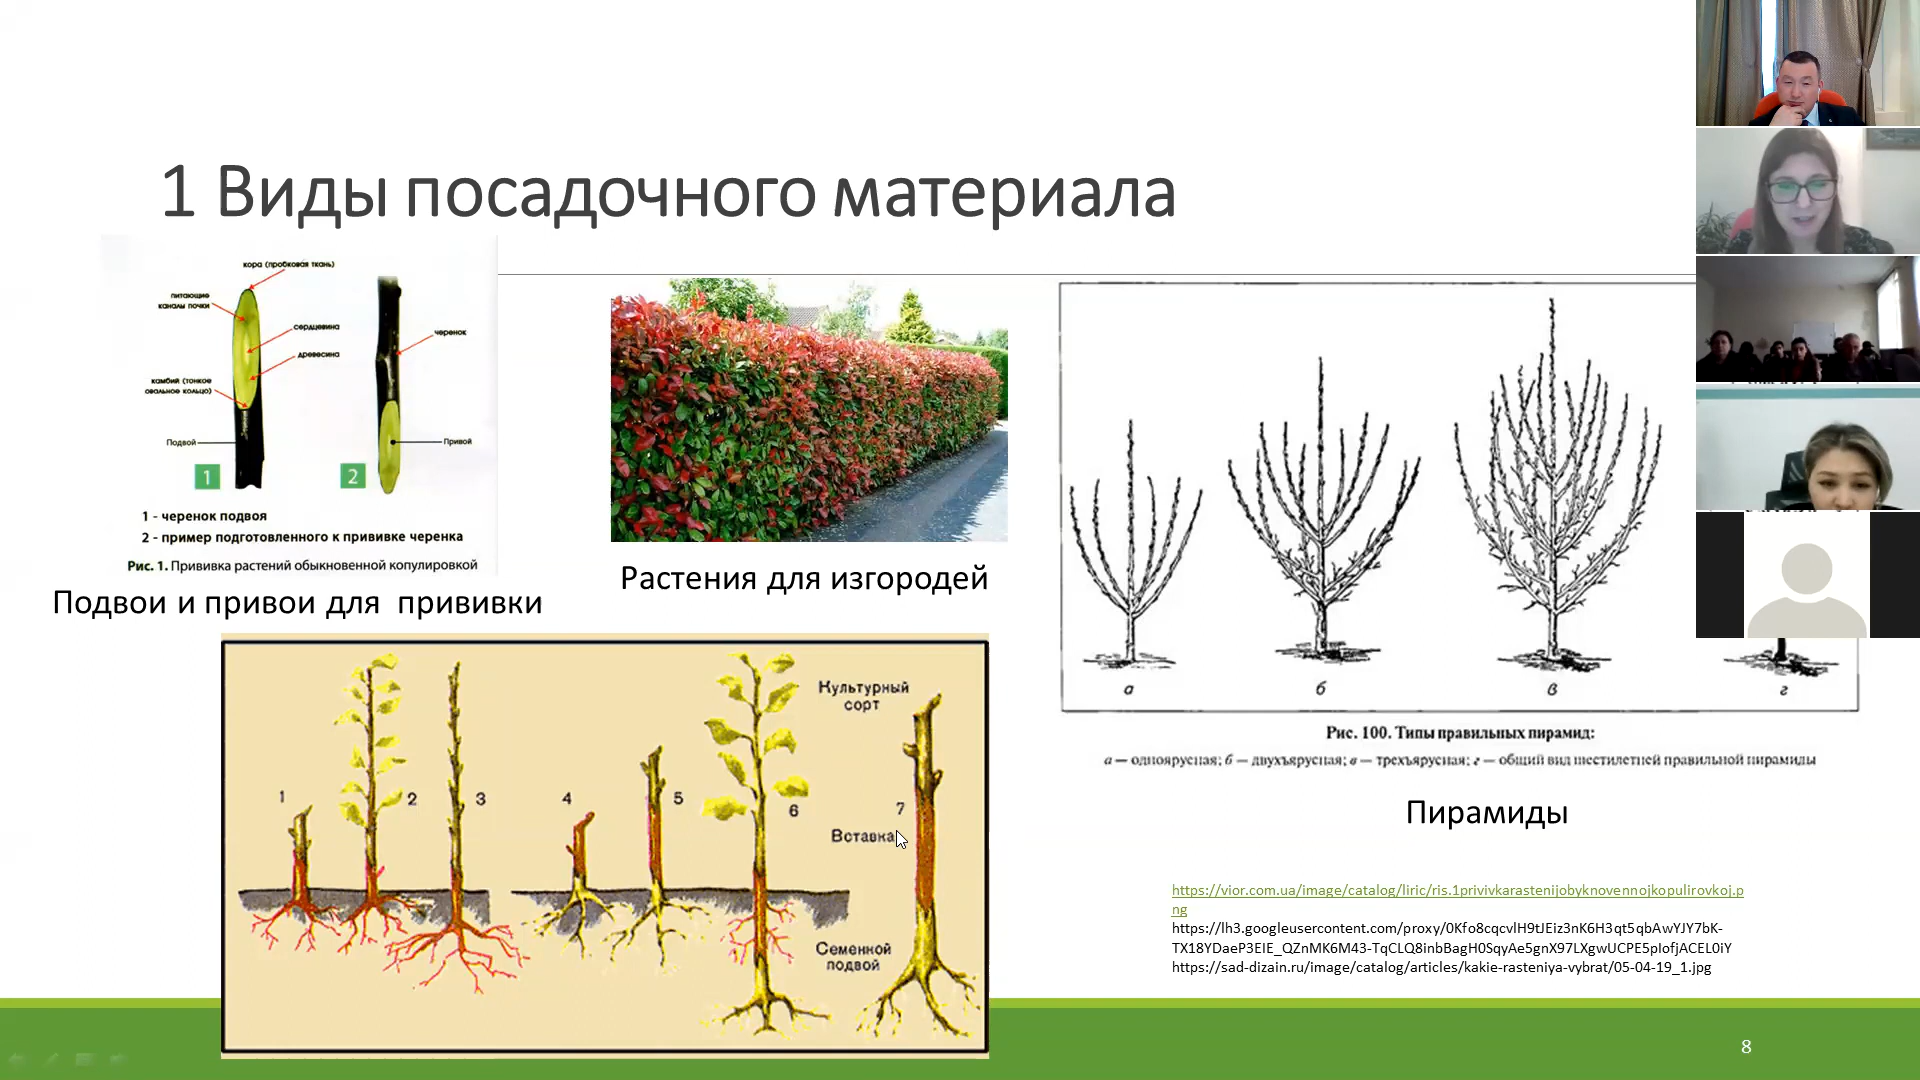 1 Виды посадочного материала
кора (пробковая ткань)
питающие
каналы почки
сердцевина
древесина
черенок
камбий (тонкое
овальное кольцо)
Подвой
Привой
1
2
1 - черенок подвоя
2 - пример подготовленного к прививке черенка
Рис. 1. Прививка растений обыкновенной копулировкой
Подвои и привои для прививки
Растения для изгородей
а
б
в
г
Рис. 100. Типы правильных пирамид:
а — одноярусная; б — двухъярусная; в — трехъярусная; г — общий вид шестилетней правильной пирамиды
Пирамиды
Культурный
сорт
1
2
3
4
5
6
7
Вставка
Семенной
подвой
https://vior.com.ua/image/catalog/liric/ris.1privivkarastenijobyknovennojkopulirovkoj.p
ng
https://lh3.googleusercontent.com/proxy/0Kfo8cqcvlH9tJEiz3nK6H3qt5qbAwYJY7bK-
TX18YDaeP3EIE_QZnMK6M43-TqCLQ8inbBagH0SqyAe5gnX97LXgwUCPE5pIofjACEL0iY
https://sad-dizain.ru/image/catalog/articles/kakie-rasteniya-vybrat/05-04-19_1.jpg
8